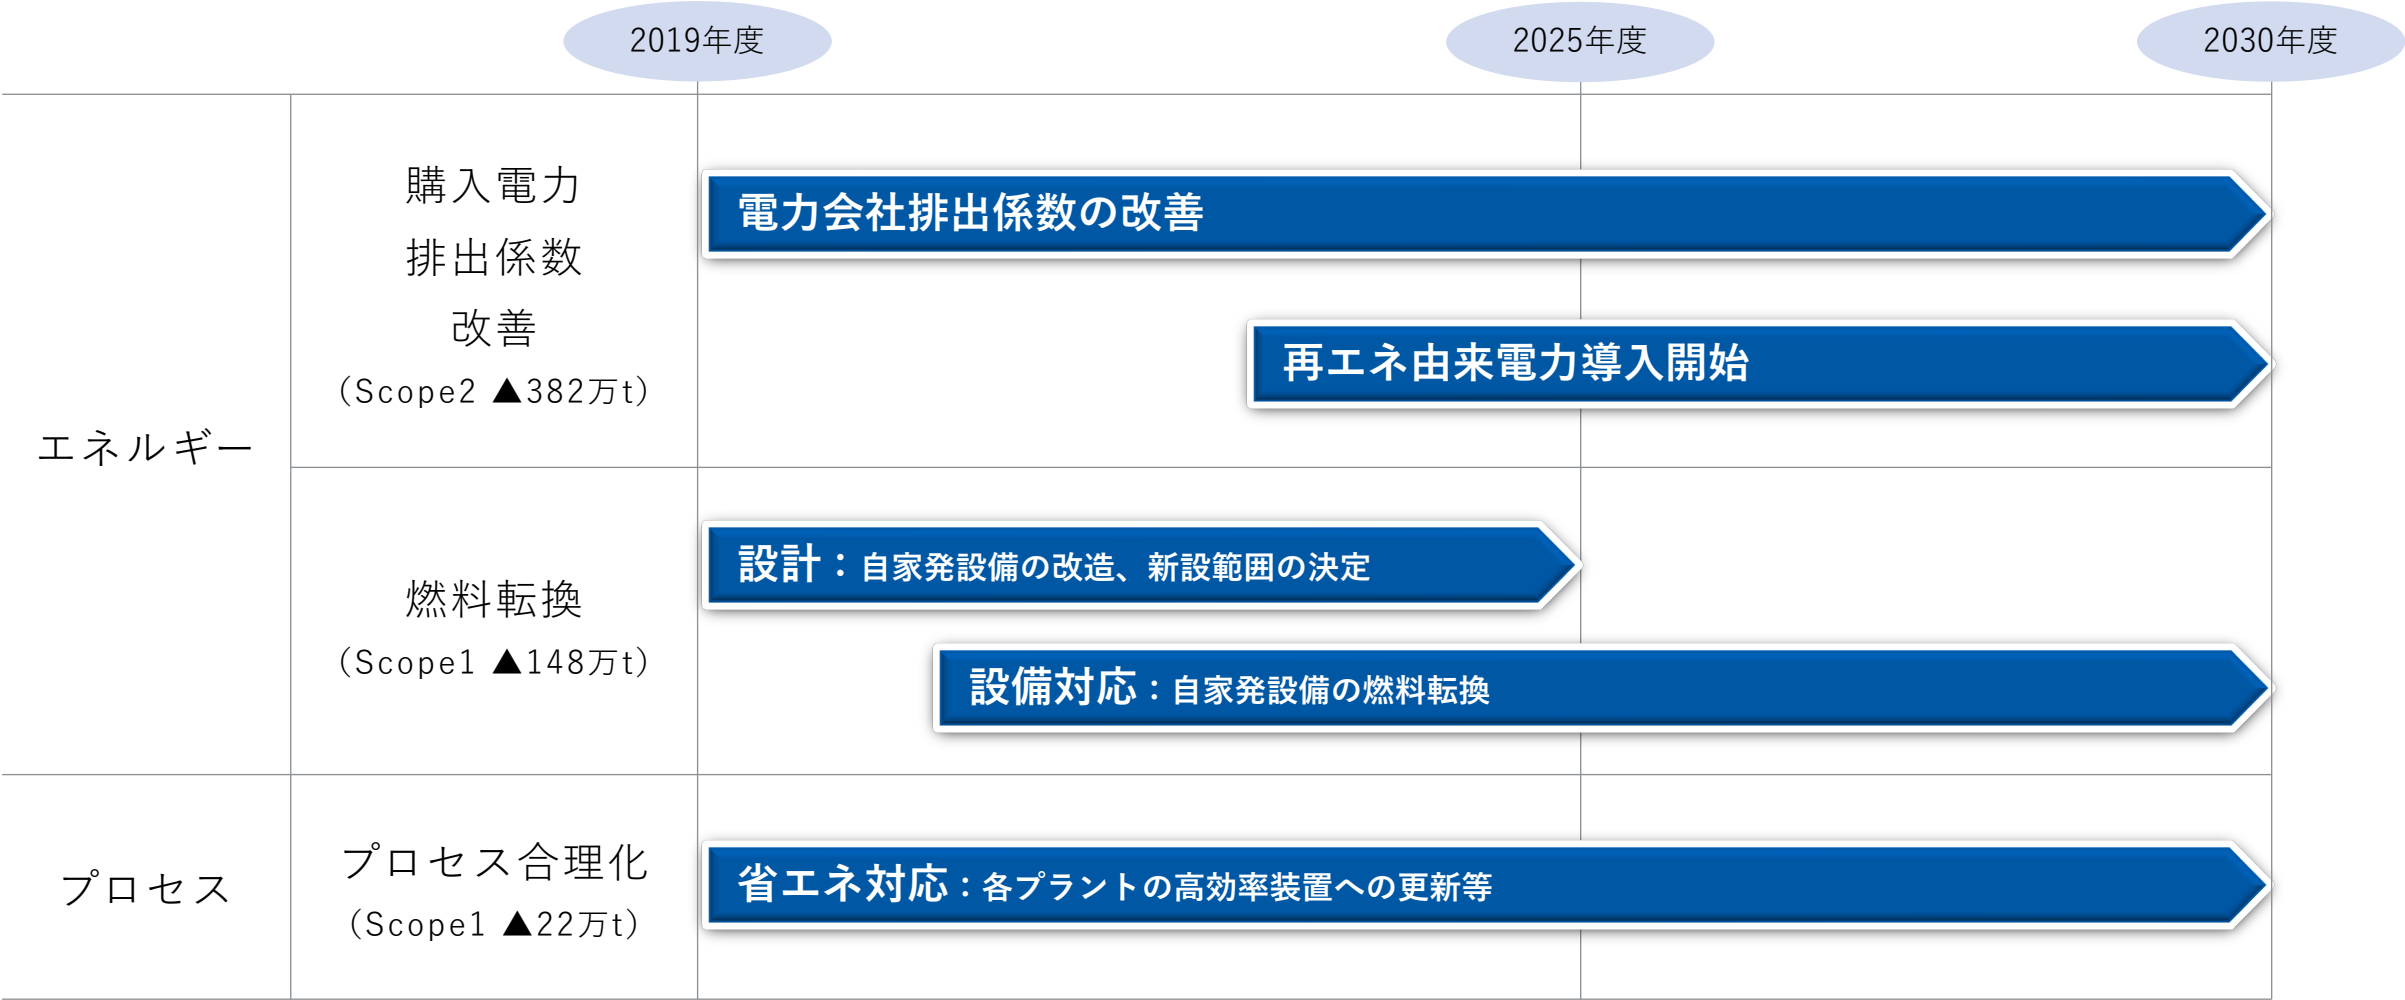 2019年度
2025年度
2030年度
エネルギー
購入電力
排出係数
改善
（Scope2 ▲382万t）
電力会社排出係数の改善
再エネ由来電力導入開始
燃料転換
（Scope1 ▲148万t）
設計：自家発設備の改造、新設範囲の決定
設備対応：自家発設備の燃料転換
プロセス
プロセス合理化
（Scope1 ▲22万t）
省エネ対応：各プラントの高効率装置への更新等